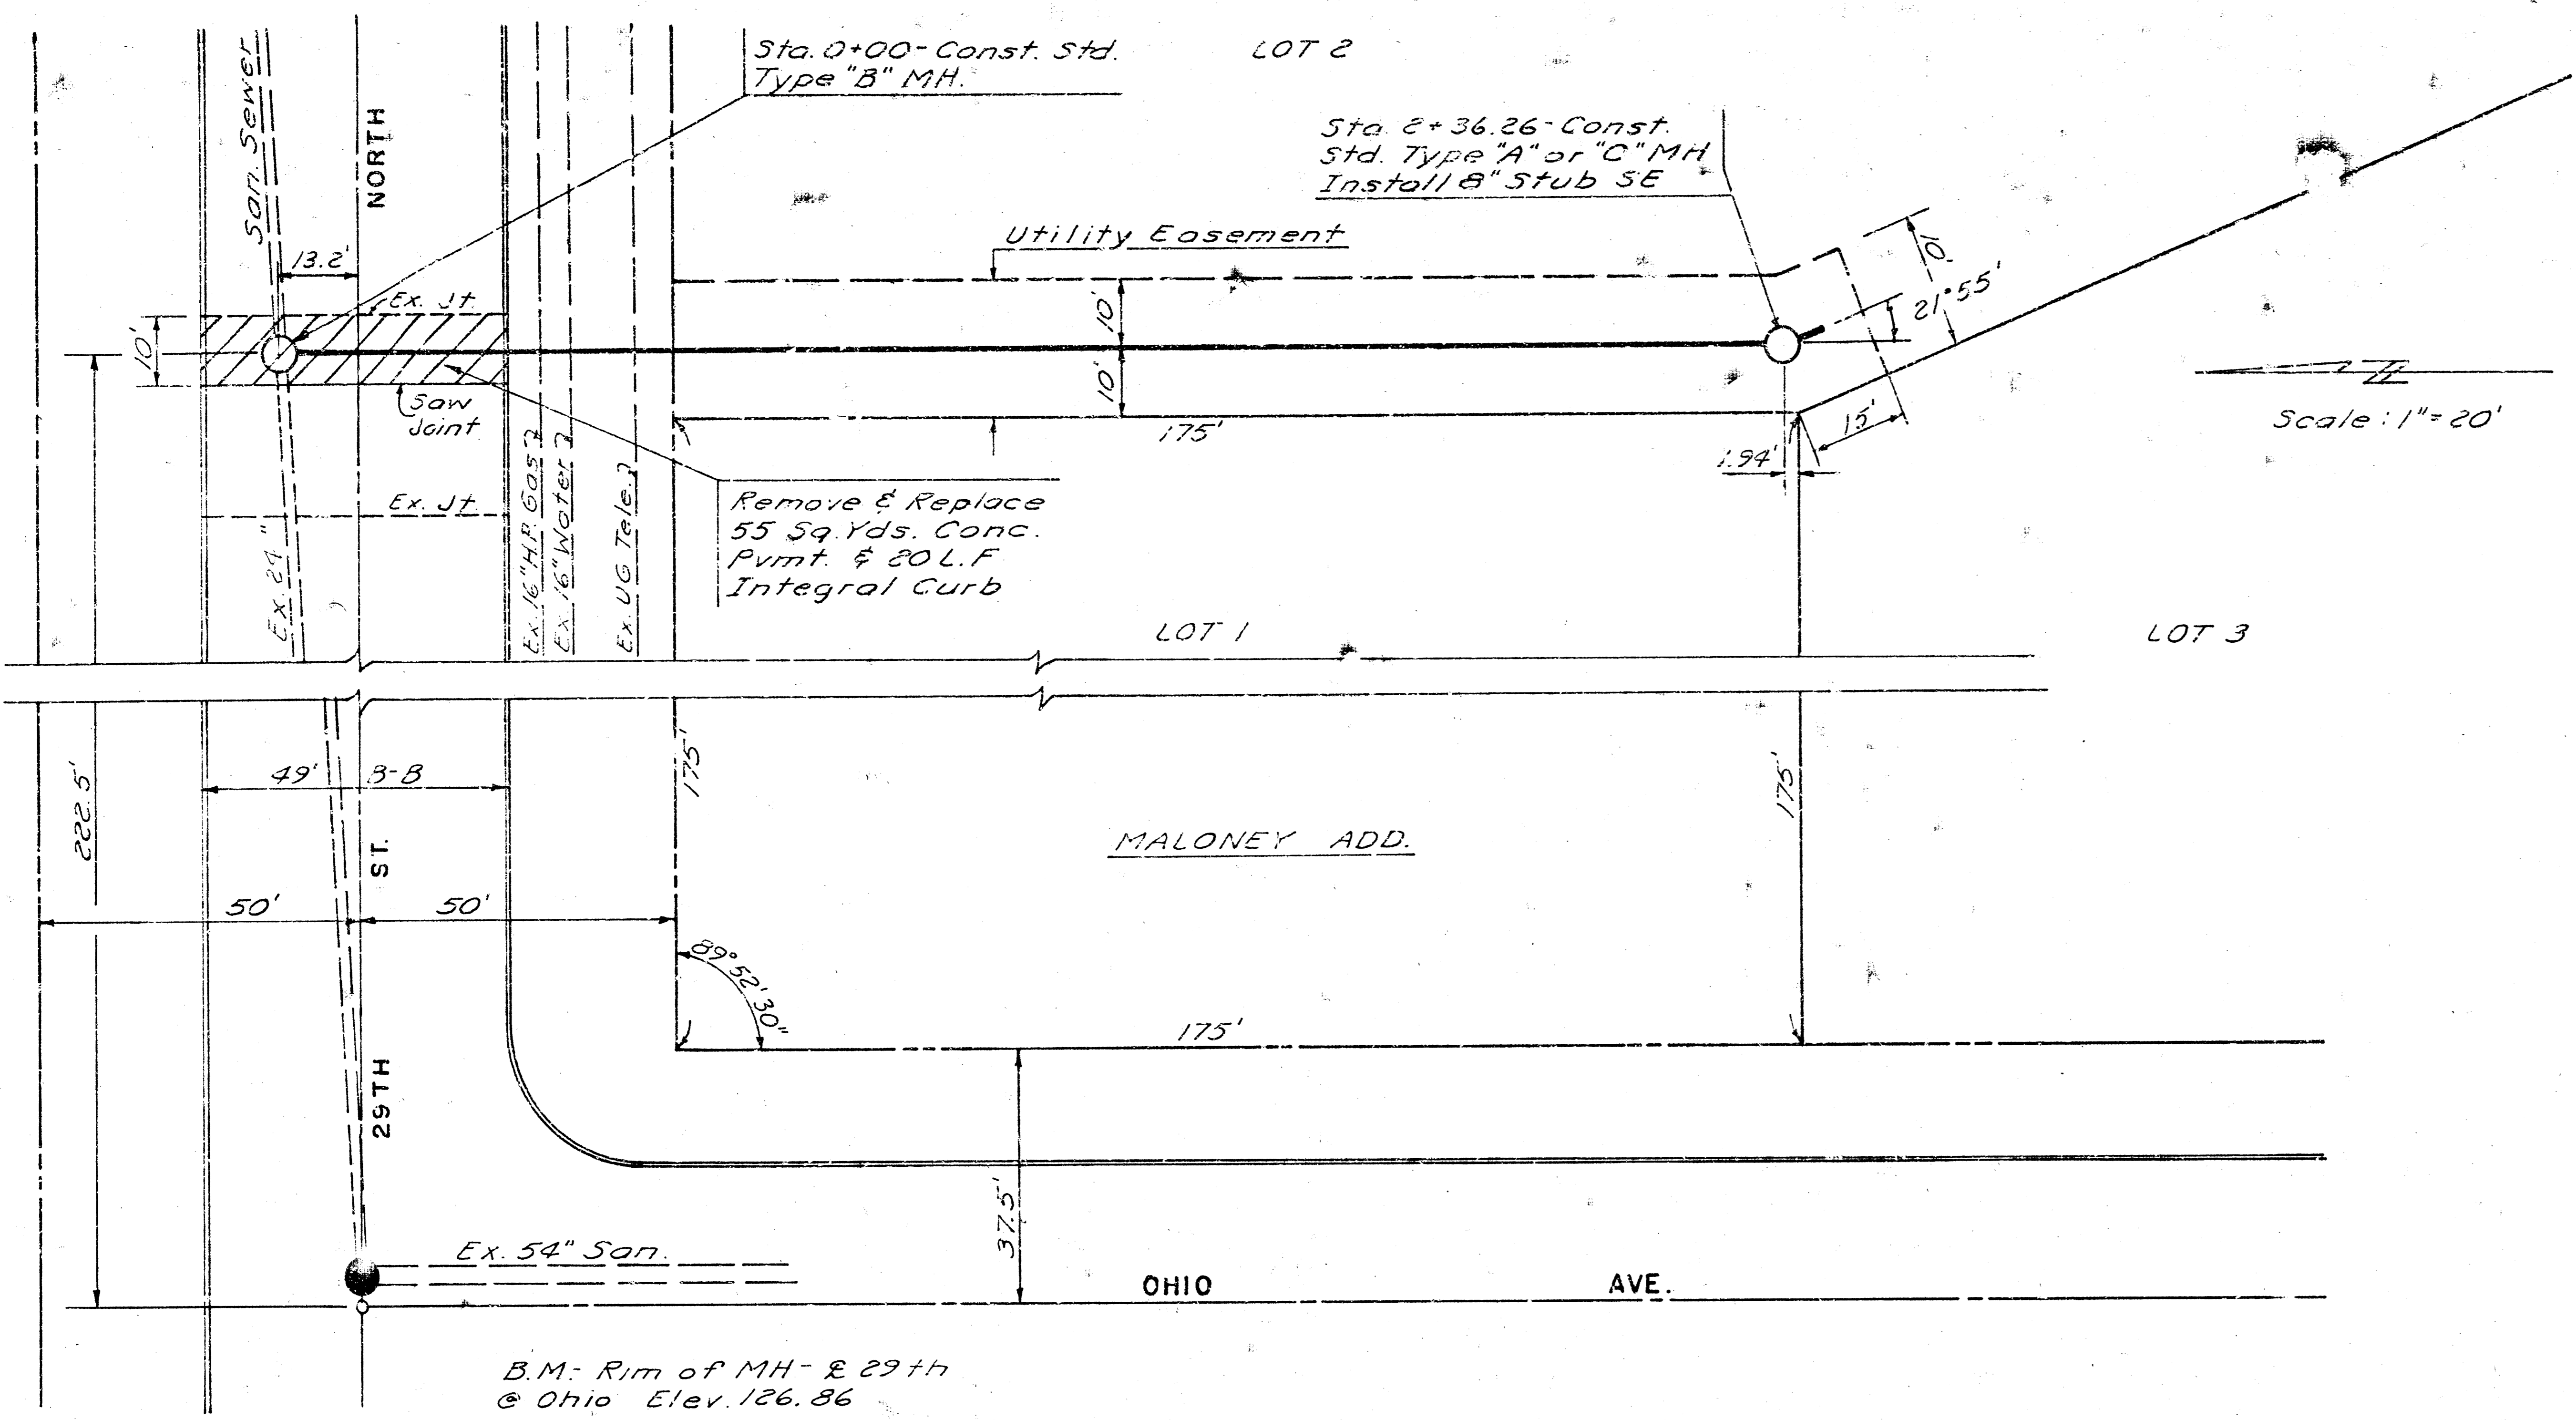 Sta. 0+00 - Const. Std.
Type "B" MH.
LOT 2
San. Sewer
NORTH
Sta. 2+36.26 - Const.
Std. Type "A" or "C" MH
Install 8" Stub SE
Utility Easement
13.2'
10'
21°55'
Ex. Jt.
10'
10'
10'
Saw
Joint
175'
15'
1.94'
Scale: 1"=20'
Ex. Jt.
Remove & Replace
55 Sq. Yds. Conc.
Pvmt. & 20 L.F.
Integral Curb
Ex. 24"
Ex. 16" H.P. Gas
Ex. 16" Water
Ex. UG Tele.
LOT 1
LOT 3
222.5'
49' B-B
175'
175'
ST.
MALONEY ADD.
50'
50'
89°52'30"
175'
29TH
37.5'
Ex. 54" San.
OHIO AVE.
B.M. - Rim of MH - ℄ 29th
@ Ohio Elev. 126.86